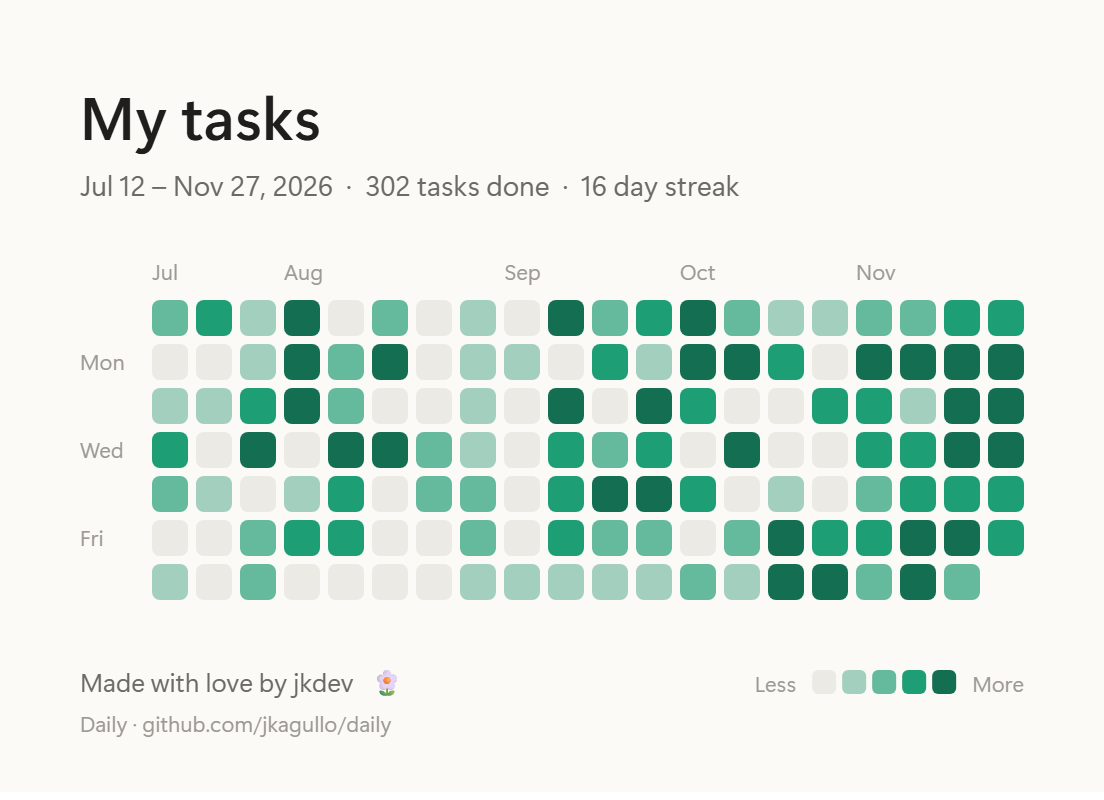 My tasks
Jul 12 – Nov 27, 2026 · 302 tasks done · 16 day streak
Jul Aug Sep Oct Nov
Mon
Wed
Fri
Made with love by jkdev
Less More
Daily · github.com/jkagullo/daily